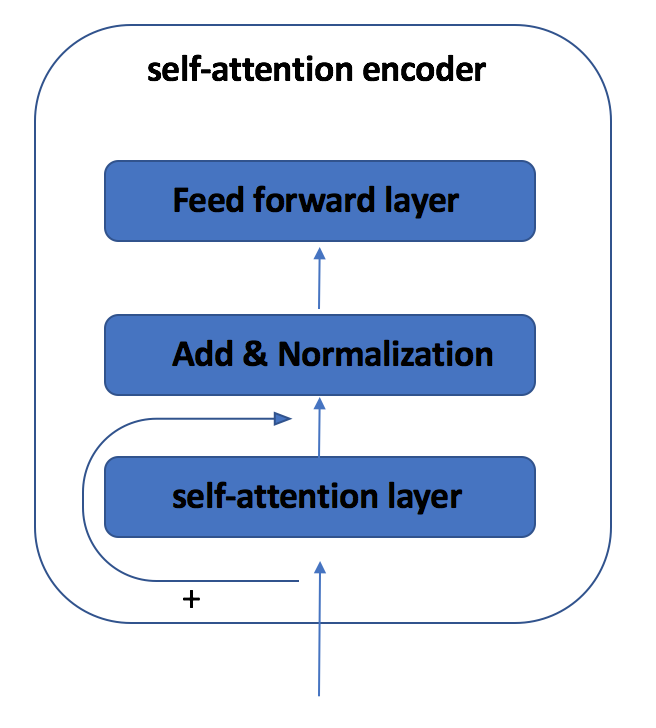 self-attention encoder
Feed forward layer
Add & Normalization
self-attention layer
+